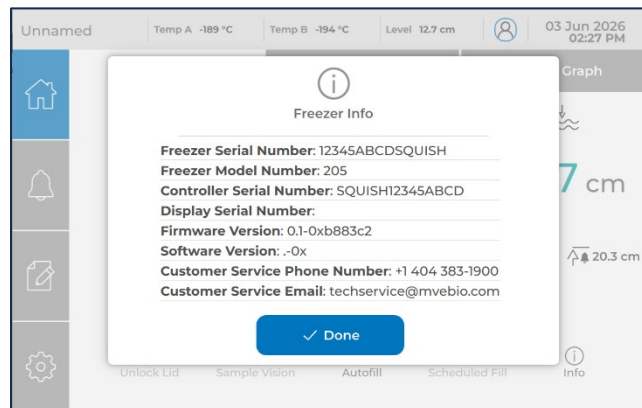 Unnamed
Temp A -189 °C
Temp B -194 °C
Level 12.7 cm
03 Jun 2026
02:27 PM
Graph
Freezer Info
Freezer Serial Number: 12345ABCDSQUISH
Freezer Model Number: 205
Controller Serial Number: SQUISH12345ABCD
Display Serial Number:
Firmware Version: 0.1-0xb883c2
Software Version: .-0x
Customer Service Phone Number: +1 404 383-1900
Customer Service Email: techservice@mvebio.com
7 cm
20.3 cm
Done
Unlock Lid
Sample Vision
Autofill
Scheduled Fill
Info